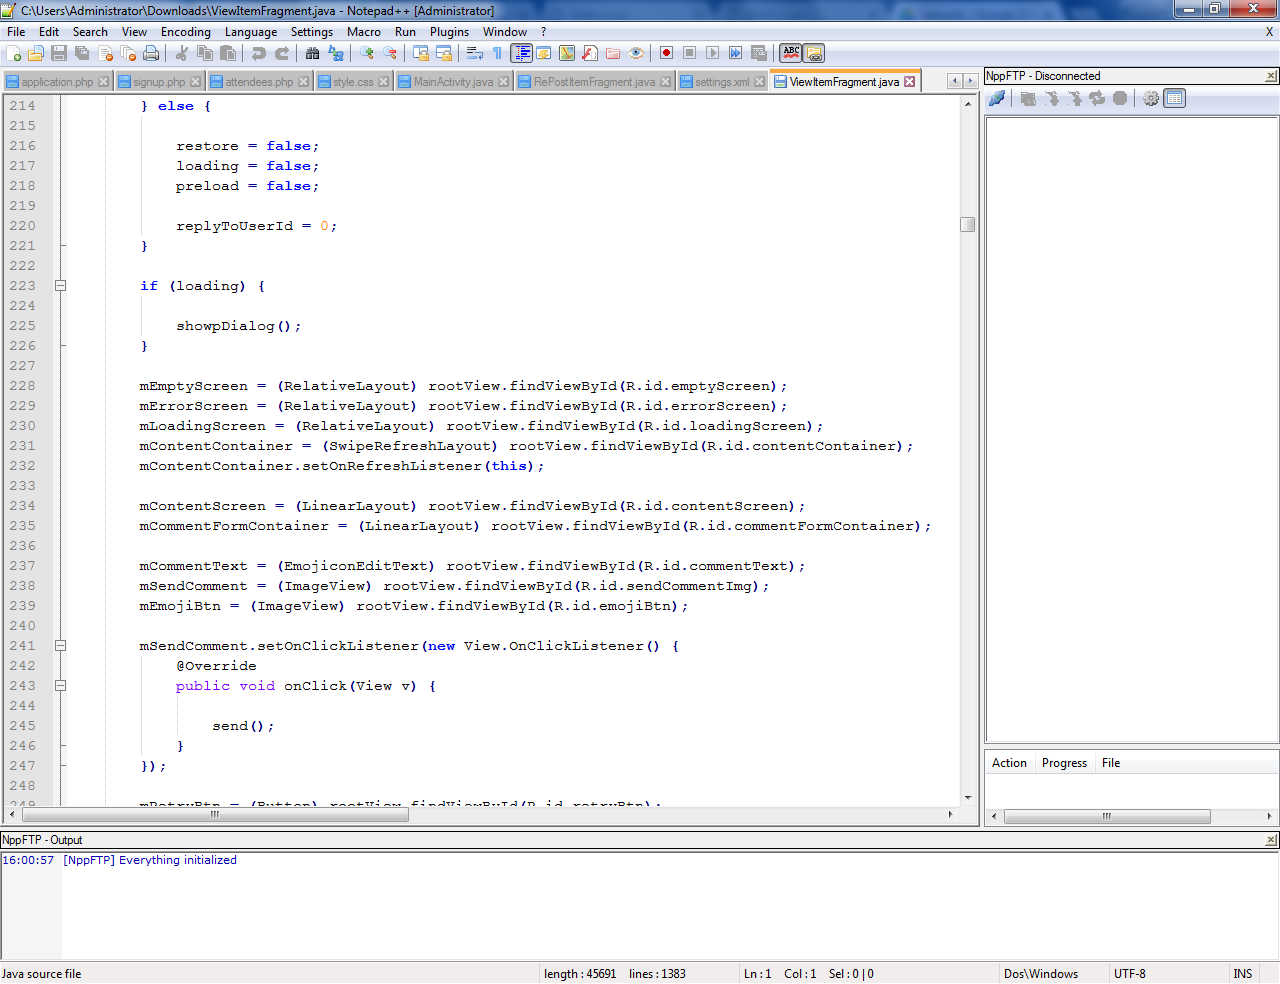 C:\Users\Administrator\Downloads\ViewItemFragment.java - Notepad++ [Administrator]
File Edit Search View Encoding Language Settings Macro Run Plugins Window ? X
application.php signup.php attendees.php style.css MainActivity.java RePostItemFragment.java settings.xml ViewItemFragment.java
NppFTP - Disconnected
214 } else {
215
216 restore = false;
217 loading = false;
218 preload = false;
219
220 replyToUserId = 0;
221 }
222
223 if (loading) {
224
225 showpDialog();
226 }
227
228 mEmptyScreen = (RelativeLayout) rootView.findViewById(R.id.emptyScreen);
229 mErrorScreen = (RelativeLayout) rootView.findViewById(R.id.errorScreen);
230 mLoadingScreen = (RelativeLayout) rootView.findViewById(R.id.loadingScreen);
231 mContentContainer = (SwipeRefreshLayout) rootView.findViewById(R.id.contentContainer);
232 mContentContainer.setOnRefreshListener(this);
233
234 mContentScreen = (LinearLayout) rootView.findViewById(R.id.contentScreen);
235 mCommentFormContainer = (LinearLayout) rootView.findViewById(R.id.commentFormContainer);
236
237 mCommentText = (EmojiconEditText) rootView.findViewById(R.id.commentText);
238 mSendComment = (ImageView) rootView.findViewById(R.id.sendCommentImg);
239 mEmojiBtn = (ImageView) rootView.findViewById(R.id.emojiBtn);
240
241 mSendComment.setOnClickListener(new View.OnClickListener() {
242 @Override
243 public void onClick(View v) {
244
245 send();
246 }
247 });
248
249 mRetryBtn = (Button) rootView.findViewById(R.id.retryBtn);
Action Progress File
NppFTP - Output
16:00:57 [NppFTP] Everything initialized
Java source file length : 45691 lines : 1383 Ln : 1 Col : 1 Sel : 0 | 0 Dos\Windows UTF-8 INS